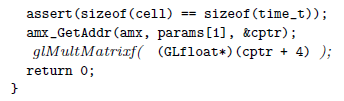 assert(sizeof(cell) == sizeof(time_t));
amx_GetAddr(amx, params[1], &cptr);
glMultMatrixf( (GLfloat*)(cptr + 4) );
return 0;
}